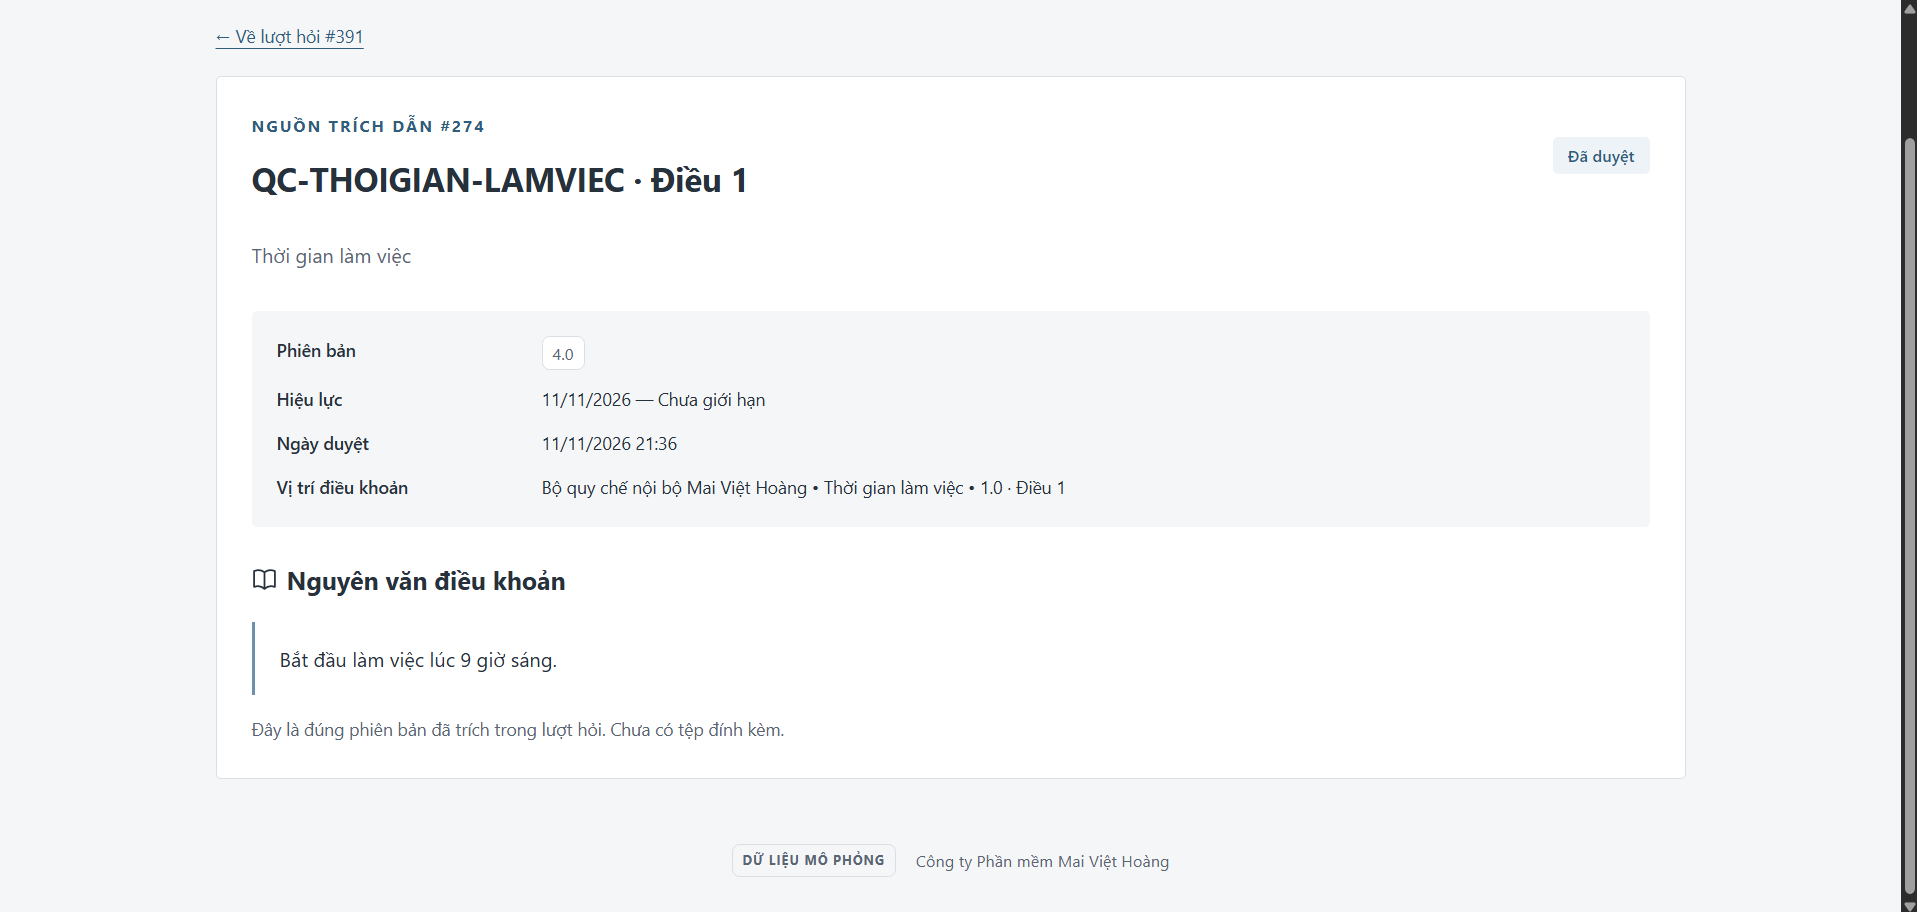 ← Về lượt hỏi #391
NGUỒN TRÍCH DẪN #274
QC-THOIGIAN-LAMVIEC · Điều 1
Đã duyệt
Thời gian làm việc
Phiên bản 4.0
Hiệu lực 11/11/2026 — Chưa giới hạn
Ngày duyệt 11/11/2026 21:36
Vị trí điều khoản Bộ quy chế nội bộ Mai Việt Hoàng • Thời gian làm việc • 1.0 · Điều 1
Nguyên văn điều khoản
Bắt đầu làm việc lúc 9 giờ sáng.
Đây là đúng phiên bản đã trích trong lượt hỏi. Chưa có tệp đính kèm.
DỮ LIỆU MÔ PHỎNG Công ty Phần mềm Mai Việt Hoàng